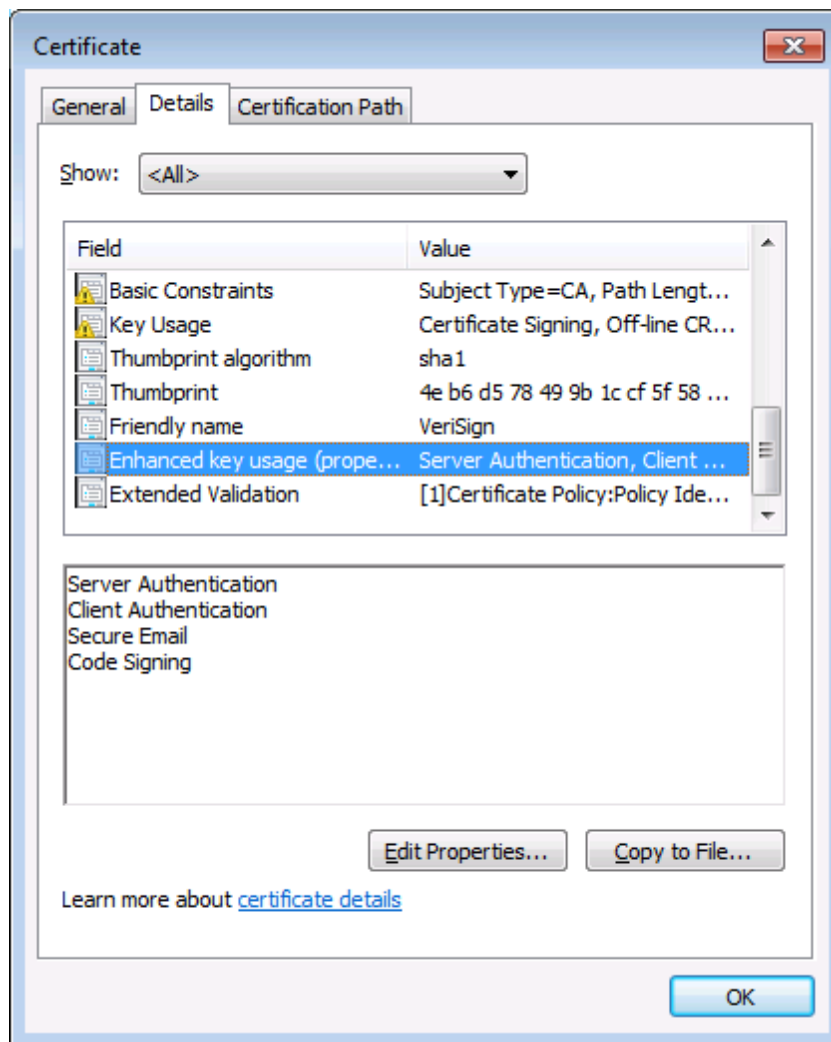 Certificate
General Details Certification Path
Show: <All>
Field Value
Basic Constraints Subject Type=CA, Path Lengt...
Key Usage Certificate Signing, Off-line CR...
Thumbprint algorithm sha1
Thumbprint 4e b6 d5 78 49 9b 1c cf 5f 58 ...
Friendly name VeriSign
Enhanced key usage (prope... Server Authentication, Client ...
Extended Validation [1]Certificate Policy:Policy Ide...
Server Authentication
Client Authentication
Secure Email
Code Signing
Edit Properties... Copy to File...
Learn more about certificate details
OK